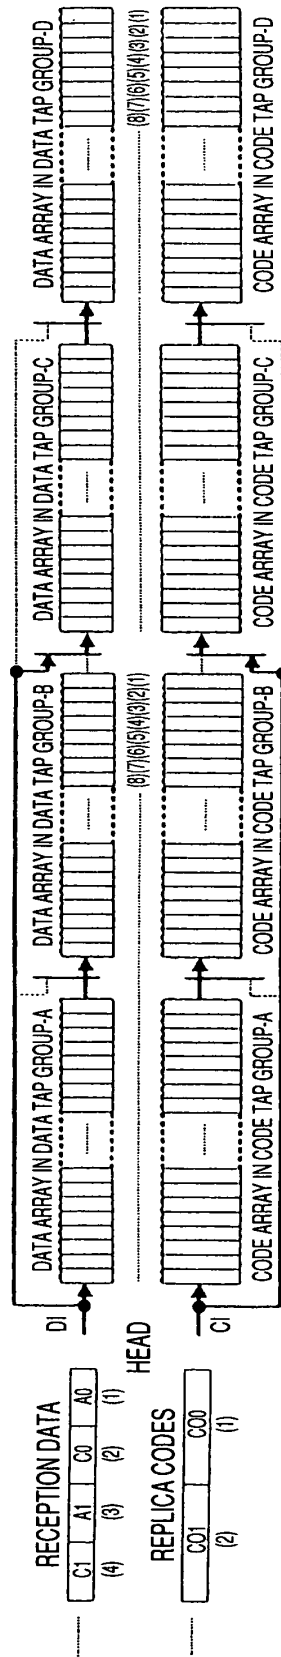 RECEPTION DATA
C1 A1 C0 A0
(4) (3) (2) (1)
REPLICA CODES
CO1 CO0
(2) (1)
HEAD
D1
C1
DATA ARRAY IN DATA TAP GROUP-A
DATA ARRAY IN DATA TAP GROUP-B
DATA ARRAY IN DATA TAP GROUP-C
DATA ARRAY IN DATA TAP GROUP-D
(8)(7)(6)(5)(4)(3)(2)(1)
(8)(7)(6)(5)(4)(3)(2)(1)
CODE ARRAY IN CODE TAP GROUP-A
CODE ARRAY IN CODE TAP GROUP-B
CODE ARRAY IN CODE TAP GROUP-C
CODE ARRAY IN CODE TAP GROUP-D